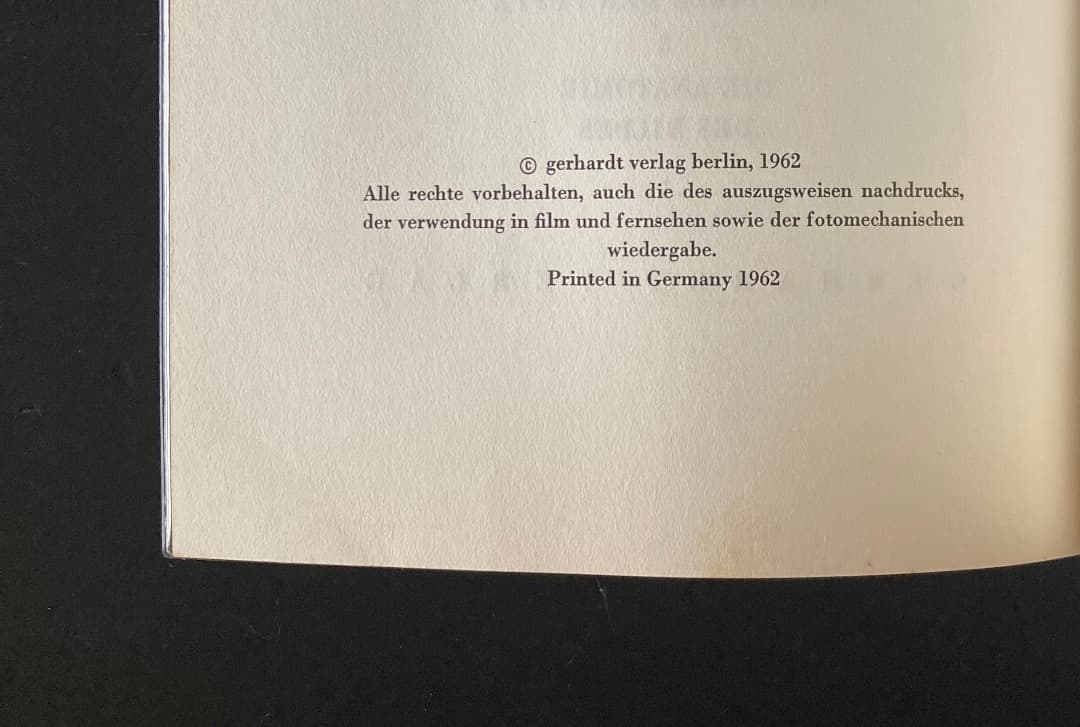 © gerhardt verlag berlin, 1962
Alle rechte vorbehalten, auch die des auszugsweisen nachdrucks,
der verwendung in film und fernsehen sowie der fotomechanischen
wiedergabe.
Printed in Germany 1962